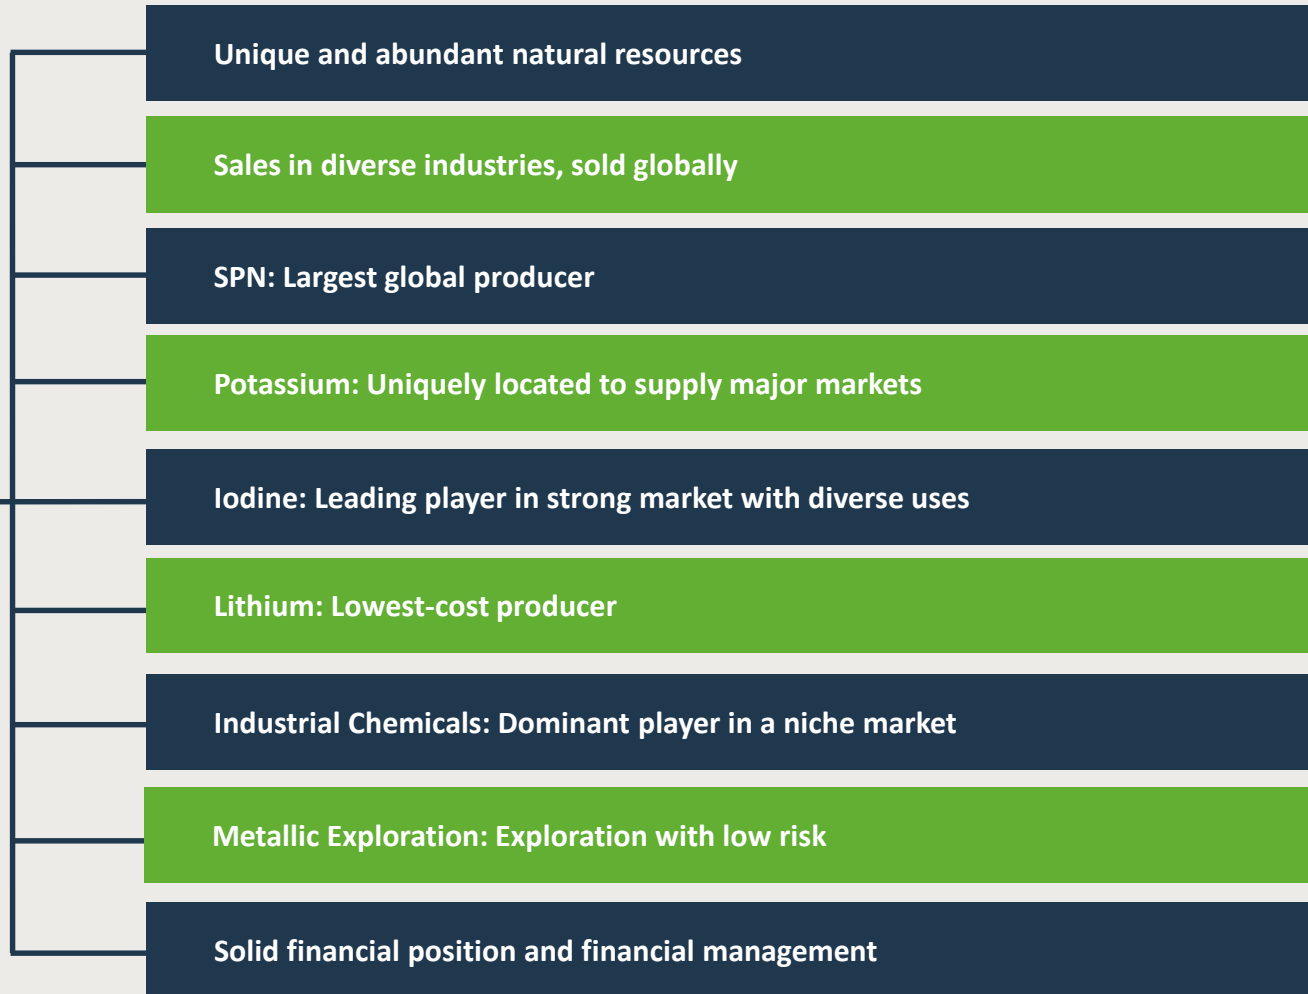 Unique and abundant natural resources
Sales in diverse industries, sold globally
SPN: Largest global producer
Potassium: Uniquely located to supply major markets
Iodine: Leading player in strong market with diverse uses
Lithium: Lowest-cost producer
Industrial Chemicals: Dominant player in a niche market
Metallic Exploration: Exploration with low risk
Solid financial position and financial management